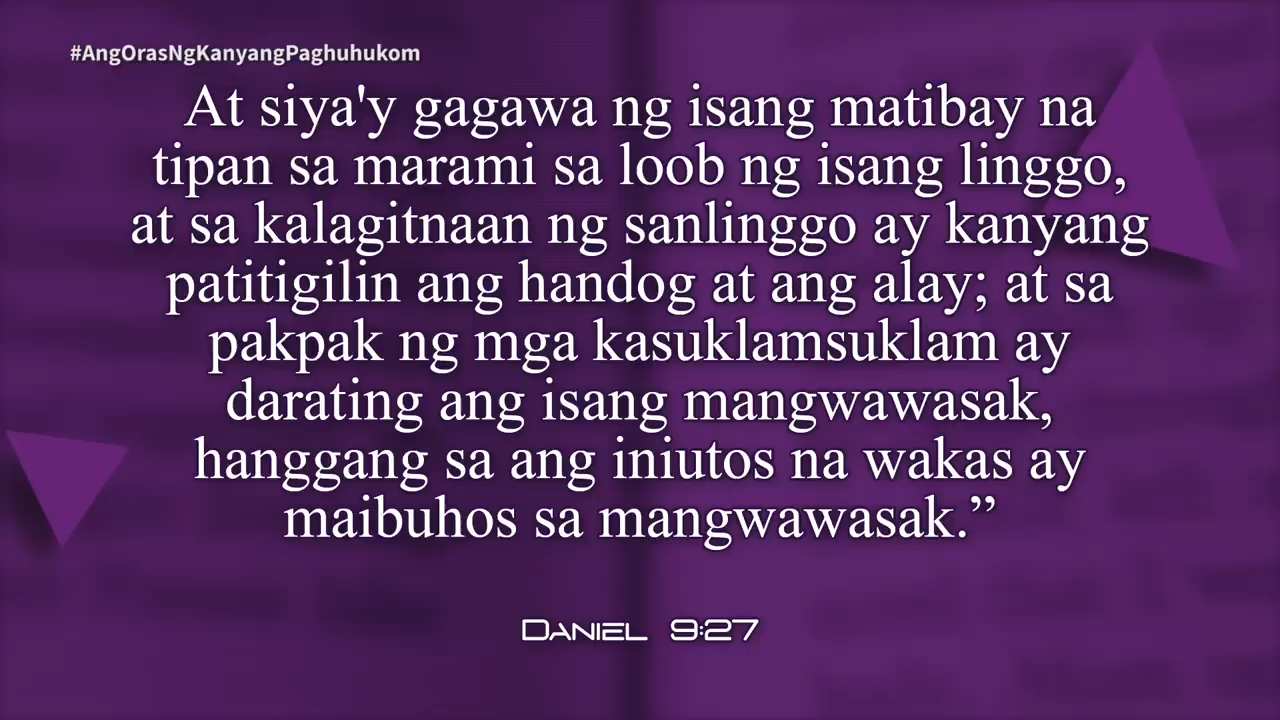 #AngOrasNgKanyangPaghuhukom
At siya'y gagawa ng isang matibay na
tipan sa marami sa loob ng isang linggo,
at sa kalagitnaan ng sanlinggo ay kanyang
patitigilin ang handog at ang alay; at sa
pakpak ng mga kasuklamsuklam ay
darating ang isang mangwawasak,
hanggang sa ang iniutos na wakas ay
maibuhos sa mangwawasak.”
DANIEL 9:27